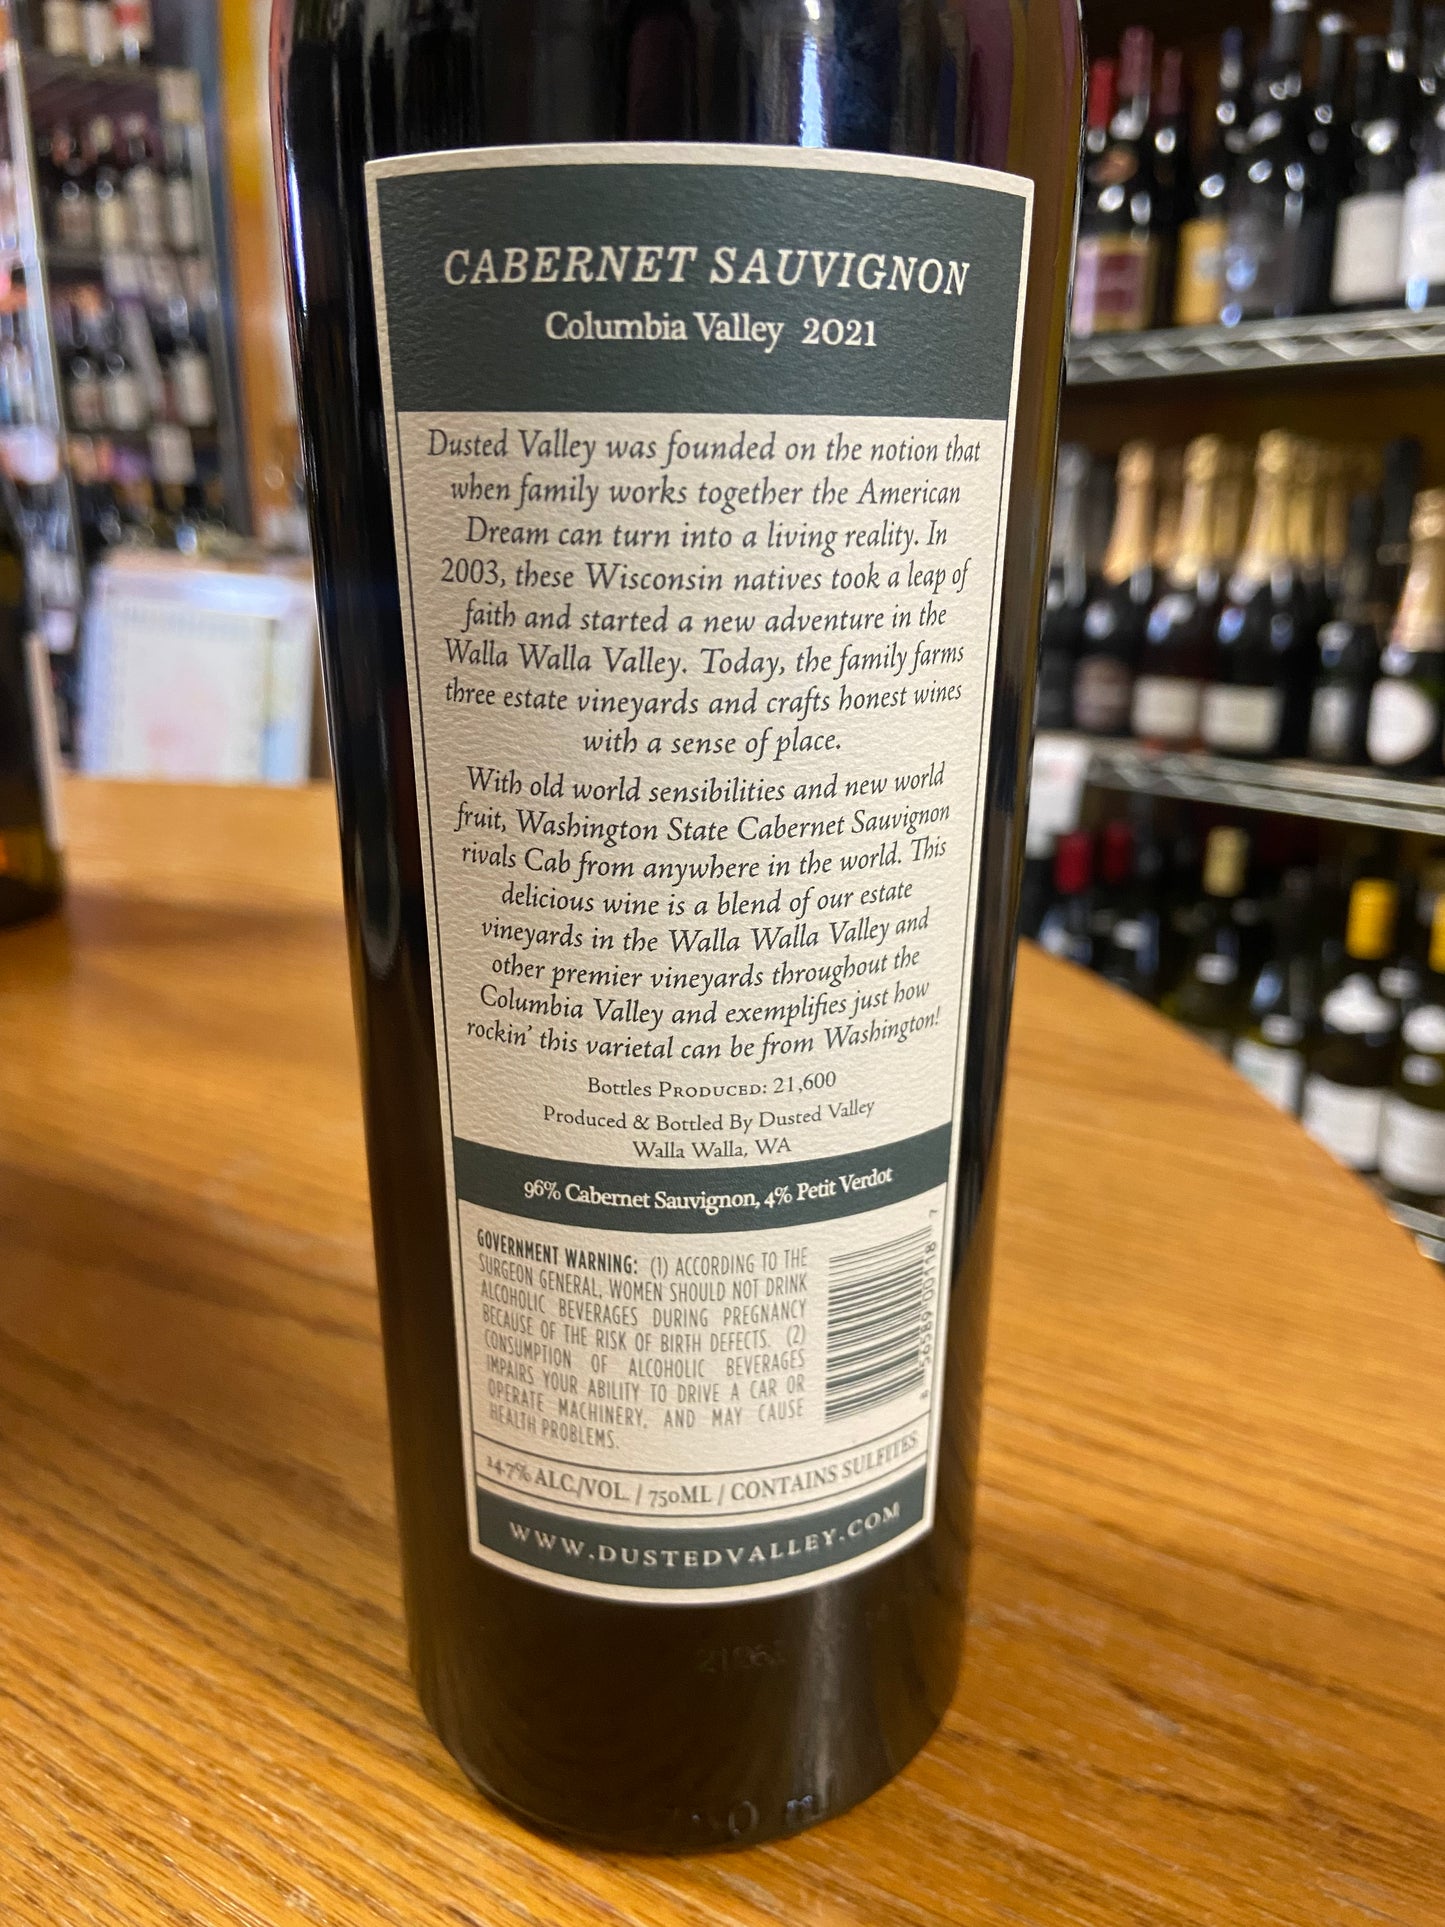 CABERNET SAUVIGNON
Columbia Valley 2021
Dusted Valley was founded on the notion that
when family works together the American
Dream can turn into a living reality. In
2003, these Wisconsin natives took a leap of
faith and started a new adventure in the
Walla Walla Valley. Today, the family farms
three estate vineyards and crafts honest wines
with a sense of place.
With old world sensibilities and new world
fruit, Washington State Cabernet Sauvignon
rivals Cab from anywhere in the world. This
delicious wine is a blend of our estate
vineyards in the Walla Walla Valley and
other premier vineyards throughout the
Columbia Valley and exemplifies just how
rockin' this varietal can be from Washington!
Bottles Produced: 21,600
Produced & Bottled By Dusted Valley
Walla Walla, WA
96% Cabernet Sauvignon, 4% Petit Verdot
GOVERNMENT WARNING: (1) ACCORDING TO THE
SURGEON GENERAL, WOMEN SHOULD NOT DRINK
ALCOHOLIC BEVERAGES DURING PREGNANCY
BECAUSE OF THE RISK OF BIRTH DEFECTS. (2)
CONSUMPTION OF ALCOHOLIC BEVERAGES
IMPAIRS YOUR ABILITY TO DRIVE A CAR OR
OPERATE MACHINERY, AND MAY CAUSE
HEALTH PROBLEMS.
8 56589 00118 7
14.7% ALC/VOL. / 750ML / CONTAINS SULFITES
WWW.DUSTEDVALLEY.COM